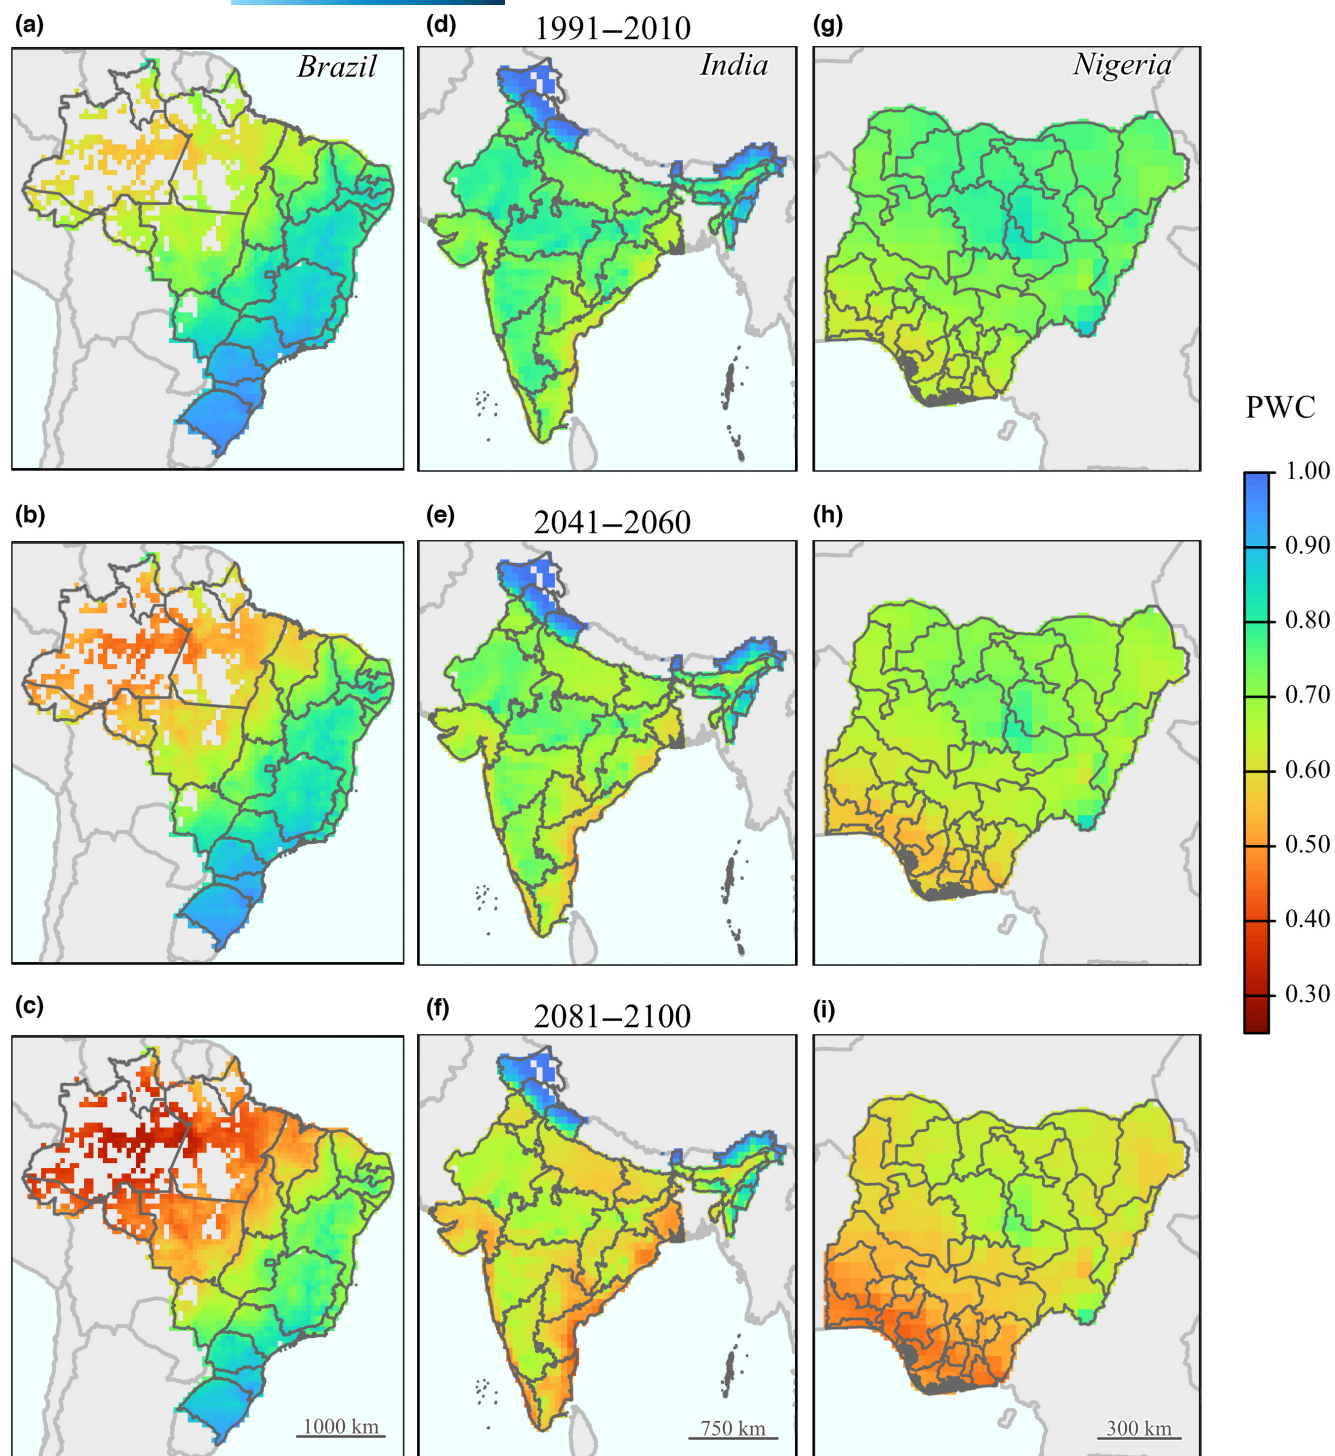 (a)
(d)
1991–2010
(g)
Brazil
India
Nigeria
(b)
(e)
2041–2060
(h)
PWC
1.00
0.90
0.80
0.70
0.60
0.50
0.40
0.30
(c)
(f)
2081–2100
(i)
1000 km
750 km
300 km